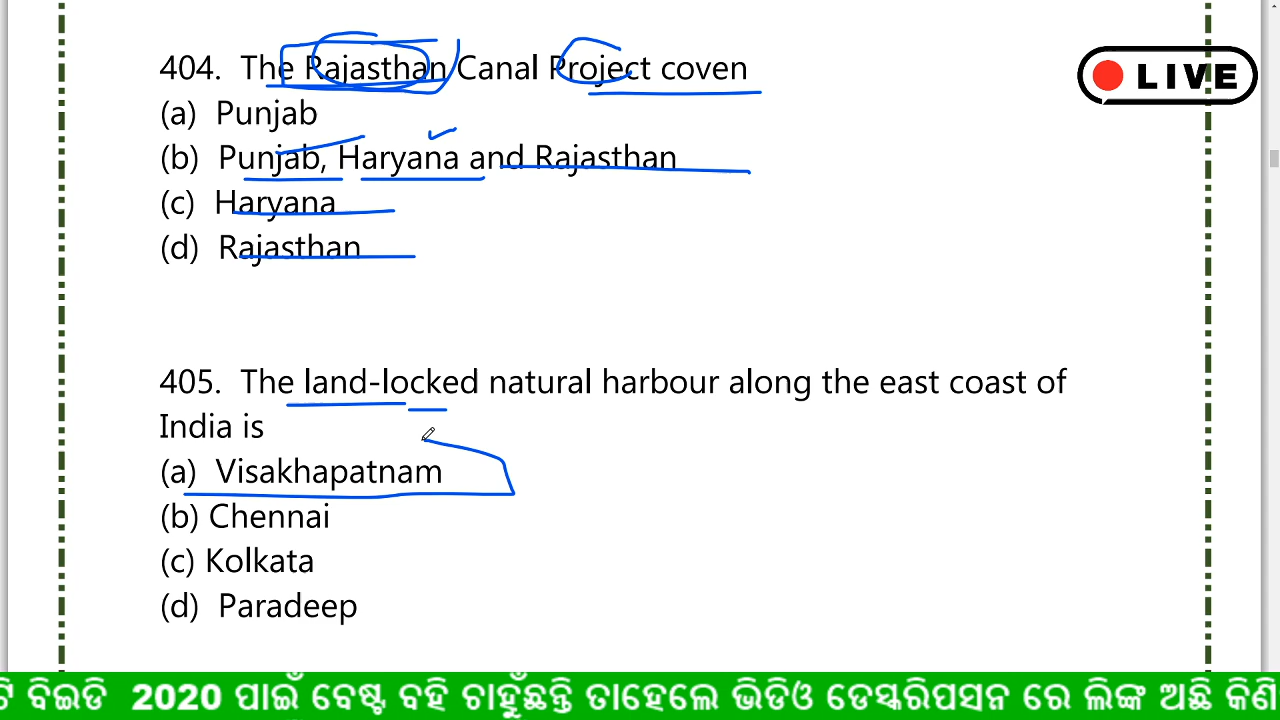 404. The Rajasthan Canal Project coven
LIVE
(a) Punjab
(b) Punjab, Haryana and Rajasthan
(c) Haryana
(d) Rajasthan
405. The land-locked natural harbour along the east coast of
India is
(a) Visakhapatnam
(b) Chennai
(c) Kolkata
(d) Paradeep
ଟି ବିଇଡି 2020 ପାଇଁ ବେଷ୍ଟ ବହି ଚାହୁଁଛନ୍ତି ତାହେଲେ ଭିଡିଓ ଡେସ୍କରିପସନ ରେ ଲିଙ୍କ ଅଛି କିଣି